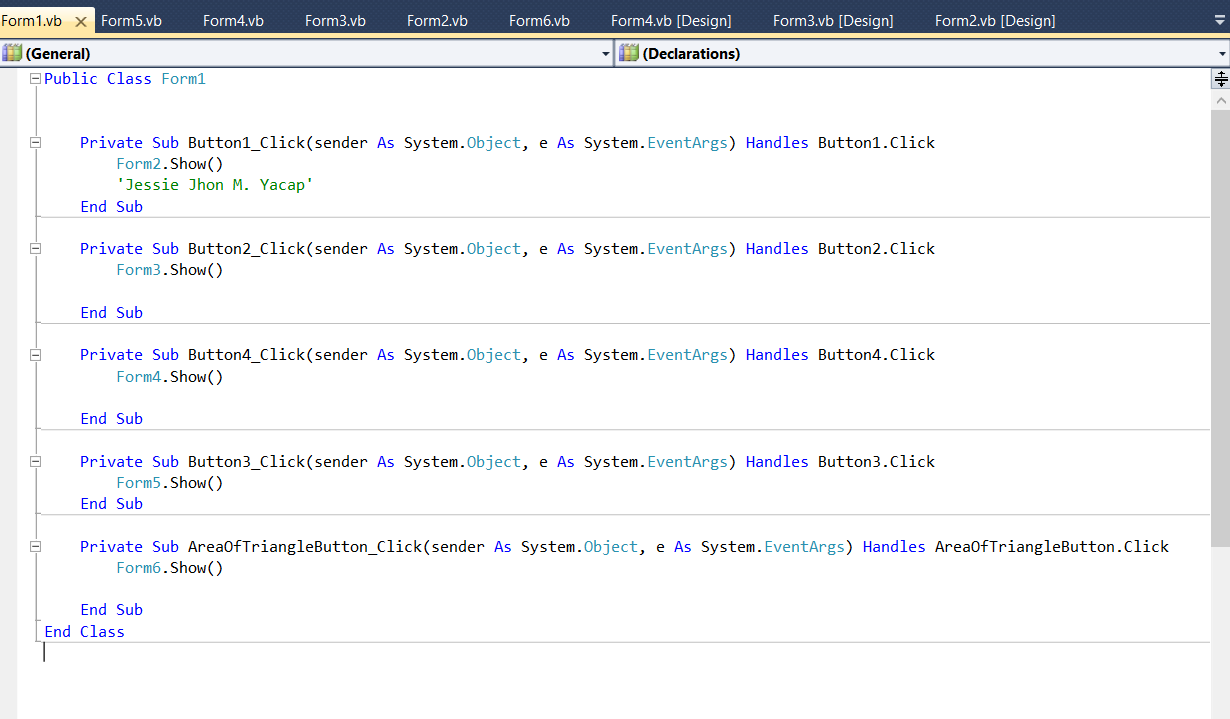 Form1.vb Form5.vb Form4.vb Form3.vb Form2.vb Form6.vb Form4.vb [Design] Form3.vb [Design] Form2.vb [Design]
(General) (Declarations)
Public Class Form1
Private Sub Button1_Click(sender As System.Object, e As System.EventArgs) Handles Button1.Click
Form2.Show()
'Jessie Jhon M. Yacap'
End Sub
Private Sub Button2_Click(sender As System.Object, e As System.EventArgs) Handles Button2.Click
Form3.Show()
End Sub
Private Sub Button4_Click(sender As System.Object, e As System.EventArgs) Handles Button4.Click
Form4.Show()
End Sub
Private Sub Button3_Click(sender As System.Object, e As System.EventArgs) Handles Button3.Click
Form5.Show()
End Sub
Private Sub AreaOfTriangleButton_Click(sender As System.Object, e As System.EventArgs) Handles AreaOfTriangleButton.Click
Form6.Show()
End Sub
End Class